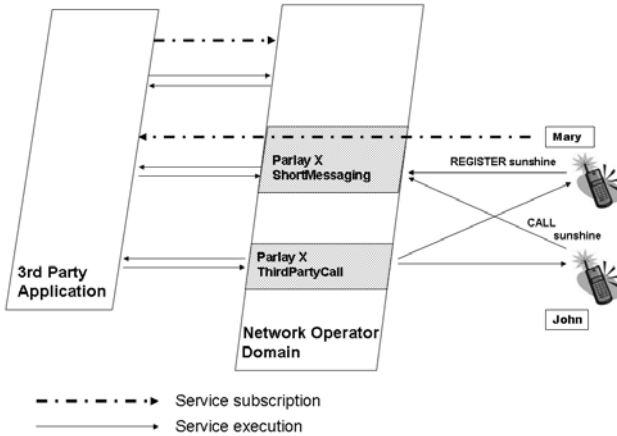 Mary
Parlay X
ShortMessaging
REGISTER sunshine
CALL
sunshine
3rd Party
Application
Parlay X
ThirdPartyCall
John
Network Operator
Domain
Service subscription
Service execution